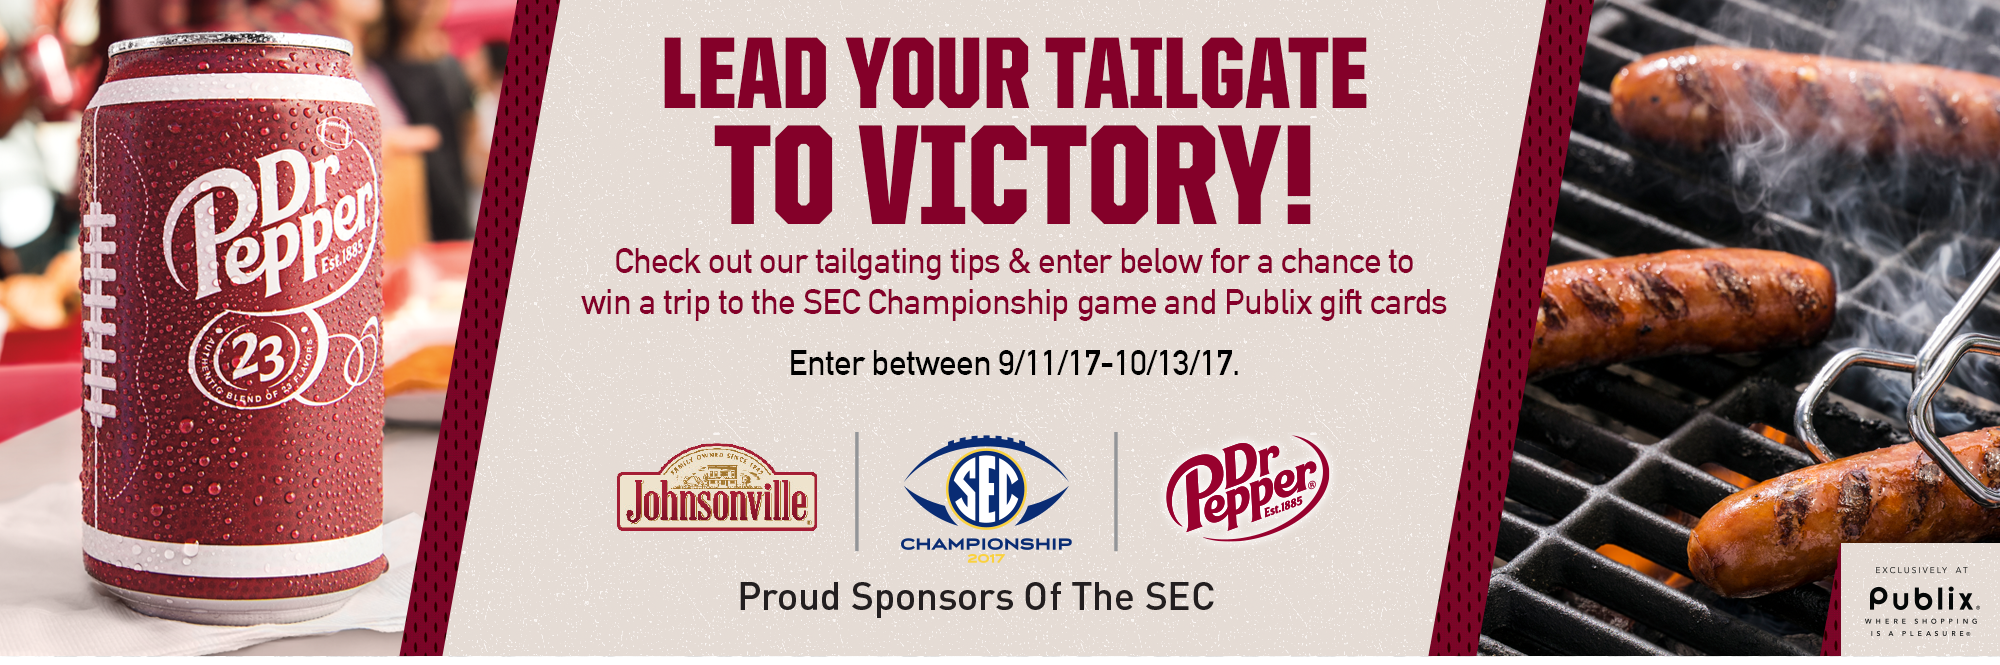 Dr
Pepper
Est.1885
23
AUTHENTIC BLEND OF 23 FLAVORS
LEAD YOUR TAILGATE
TO VICTORY!
Check out our tailgating tips & enter below for a chance to
win a trip to the SEC Championship game and Publix gift cards
Enter between 9/11/17-10/13/17.
FAMILY OWNED SINCE 1945
Johnsonville®
SEC
CHAMPIONSHIP
2017
Dr
Pepper®
Est.1885
Proud Sponsors Of The SEC
EXCLUSIVELY AT
Publix®
WHERE SHOPPING
IS A PLEASURE®